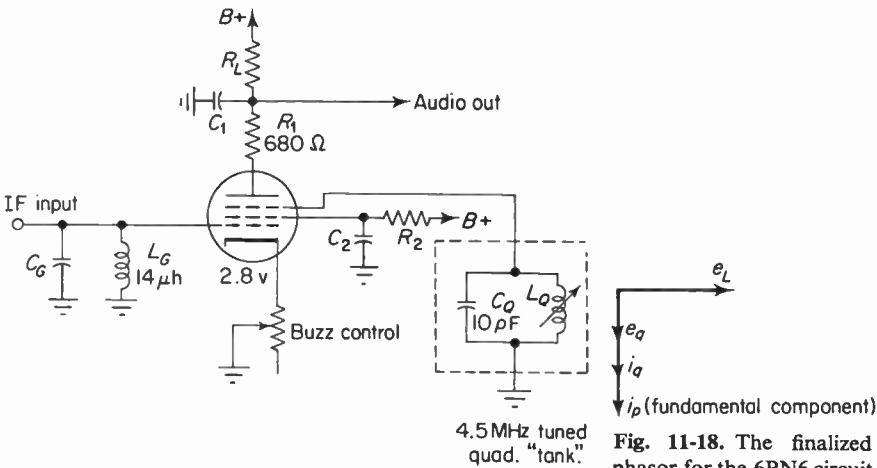 B+
R_L
Audio out
C_1
R_1
680 Ω
IF input
B+
C_2
R_2
C_G
L_G
14 μh
2.8 v
e_L
C_Q
L_Q
10 pF
Buzz control
e_q
i_q
i_p (fundamental component)
4.5 MHz tuned
quad. "tank".
Fig. 11-18. The finalized
phasor for the 6BN6 circuit